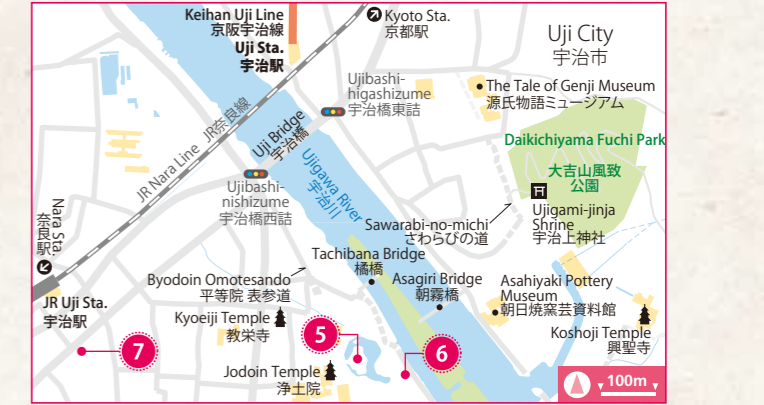 Keihan Uji Line
京阪宇治線
Uji Sta.
宇治駅
Kyoto Sta.
京都駅
Uji City
宇治市
Ujibashi-
higashizume
宇治橋東詰
The Tale of Genji Museum
源氏物語ミュージアム
JR Nara Line JR奈良線
Uji Bridge
宇治橋
Ujigawa River
宇治川
Daikichiyama Fuchi Park
大吉山風致
公園
Ujibashi-
nishizume
宇治橋西詰
Ujigami-jinja
Shrine
宇治上神社
Nara Sta.
奈良駅
Sawarabi-no-michi
さわらびの道
Tachibana Bridge
橘橋
Byodoin Omotesando
平等院 表参道
Asagiri Bridge
朝霧橋
Asahiyaki Pottery
Museum
朝日焼窯芸資料館
JR Uji Sta.
宇治駅
Kyoeiji Temple
教栄寺
Koshoji Temple
興聖寺
5
6
7
Jodoin Temple
浄土院
100m